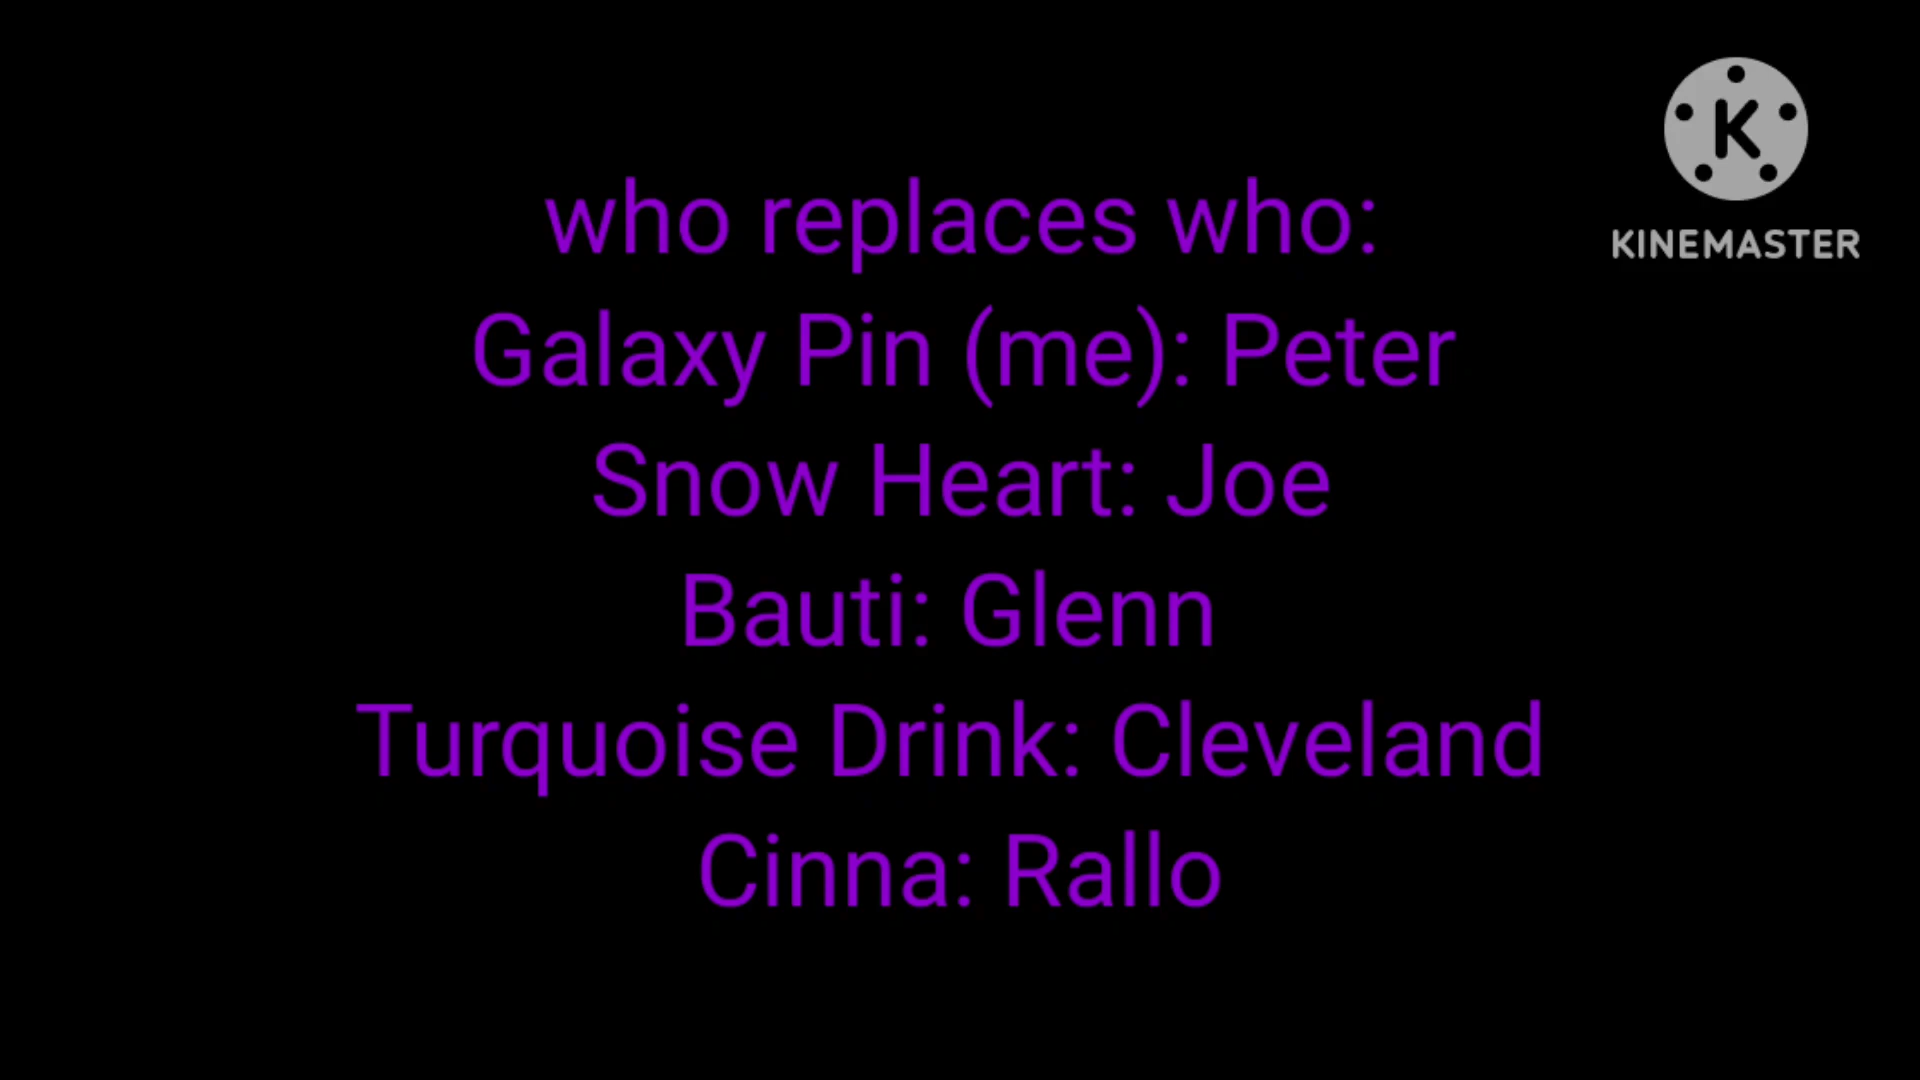 K
KINEMASTER
who replaces who:
Galaxy Pin (me): Peter
Snow Heart: Joe
Bauti: Glenn
Turquoise Drink: Cleveland
Cinna: Rallo